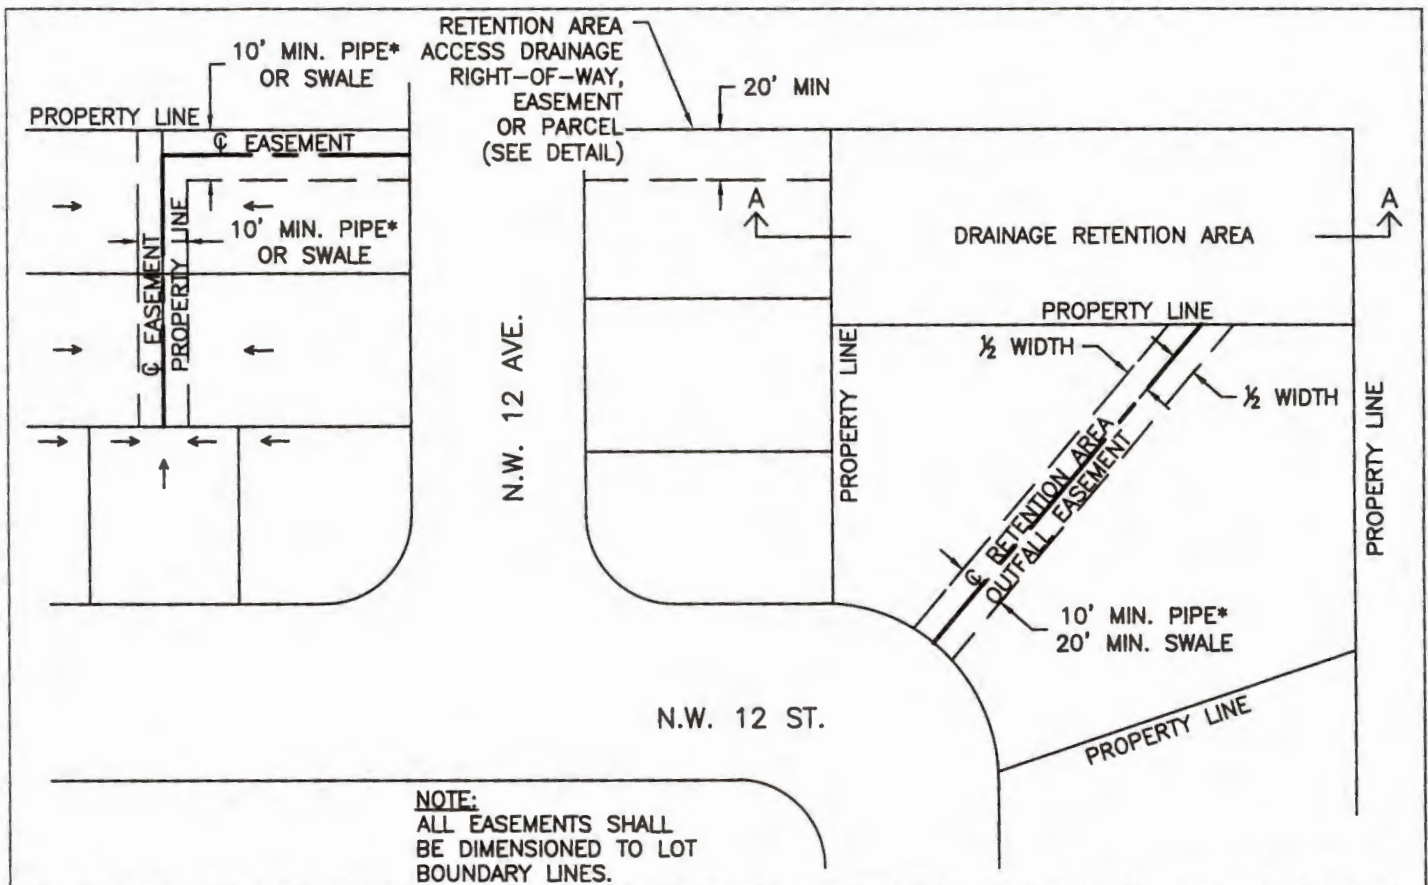 RETENTION AREA
ACCESS DRAINAGE
RIGHT-OF-WAY,
EASEMENT
OR PARCEL
(SEE DETAIL)
10' MIN. PIPE*
OR SWALE
20' MIN
PROPERTY LINE
℄ EASEMENT
10' MIN. PIPE*
OR SWALE
℄ EASEMENT
PROPERTY LINE
A
A
DRAINAGE RETENTION AREA
PROPERTY LINE
½ WIDTH
½ WIDTH
N.W. 12 AVE.
PROPERTY LINE
PROPERTY LINE
℄ RETENTION AREA
OUTFALL EASEMENT
10' MIN. PIPE*
20' MIN. SWALE
N.W. 12 ST.
PROPERTY LINE
NOTE:
ALL EASEMENTS SHALL
BE DIMENSIONED TO LOT
BOUNDARY LINES.